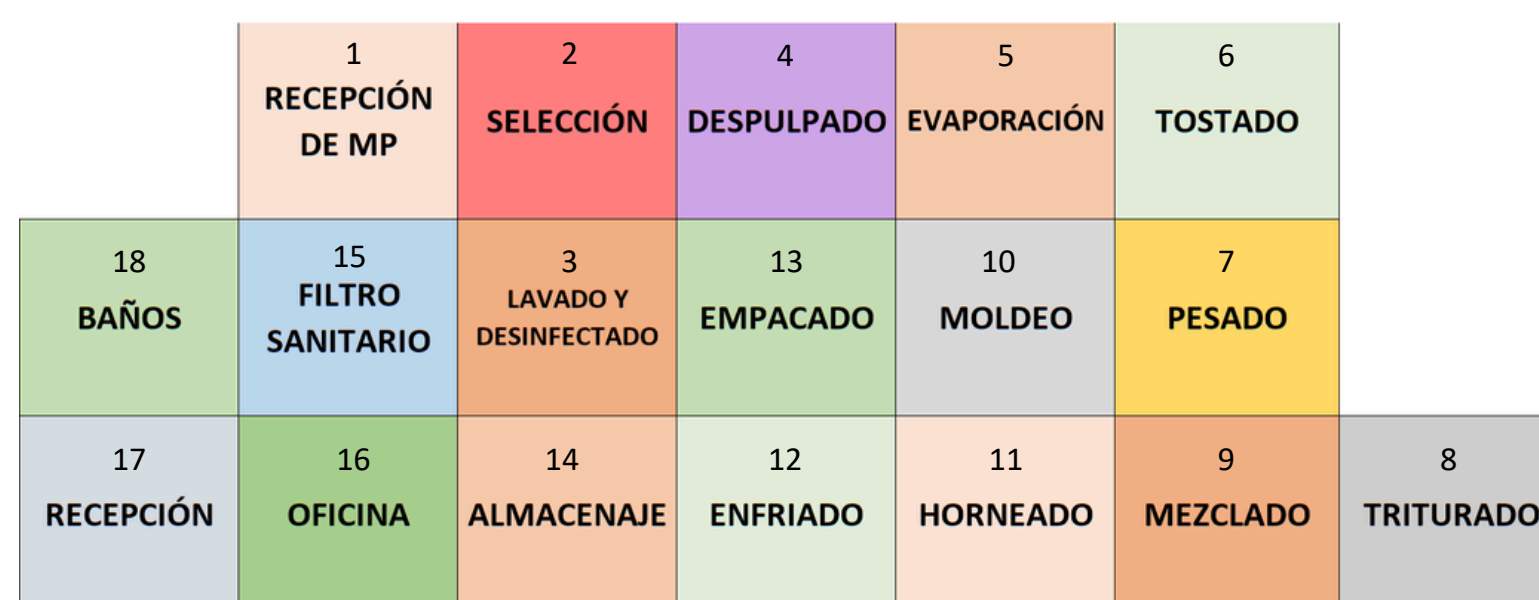 1
RECEPCIÓN
DE MP
2
SELECCIÓN
4
DESPULPADO
5
EVAPORACIÓN
6
TOSTADO
18
BAÑOS
15
FILTRO
SANITARIO
3
LAVADO Y
DESINFECTADO
13
EMPACADO
10
MOLDEO
7
PESADO
17
RECEPCIÓN
16
OFICINA
14
ALMACENAJE
12
ENFRIADO
11
HORNEADO
9
MEZCLADO
8
TRITURADO